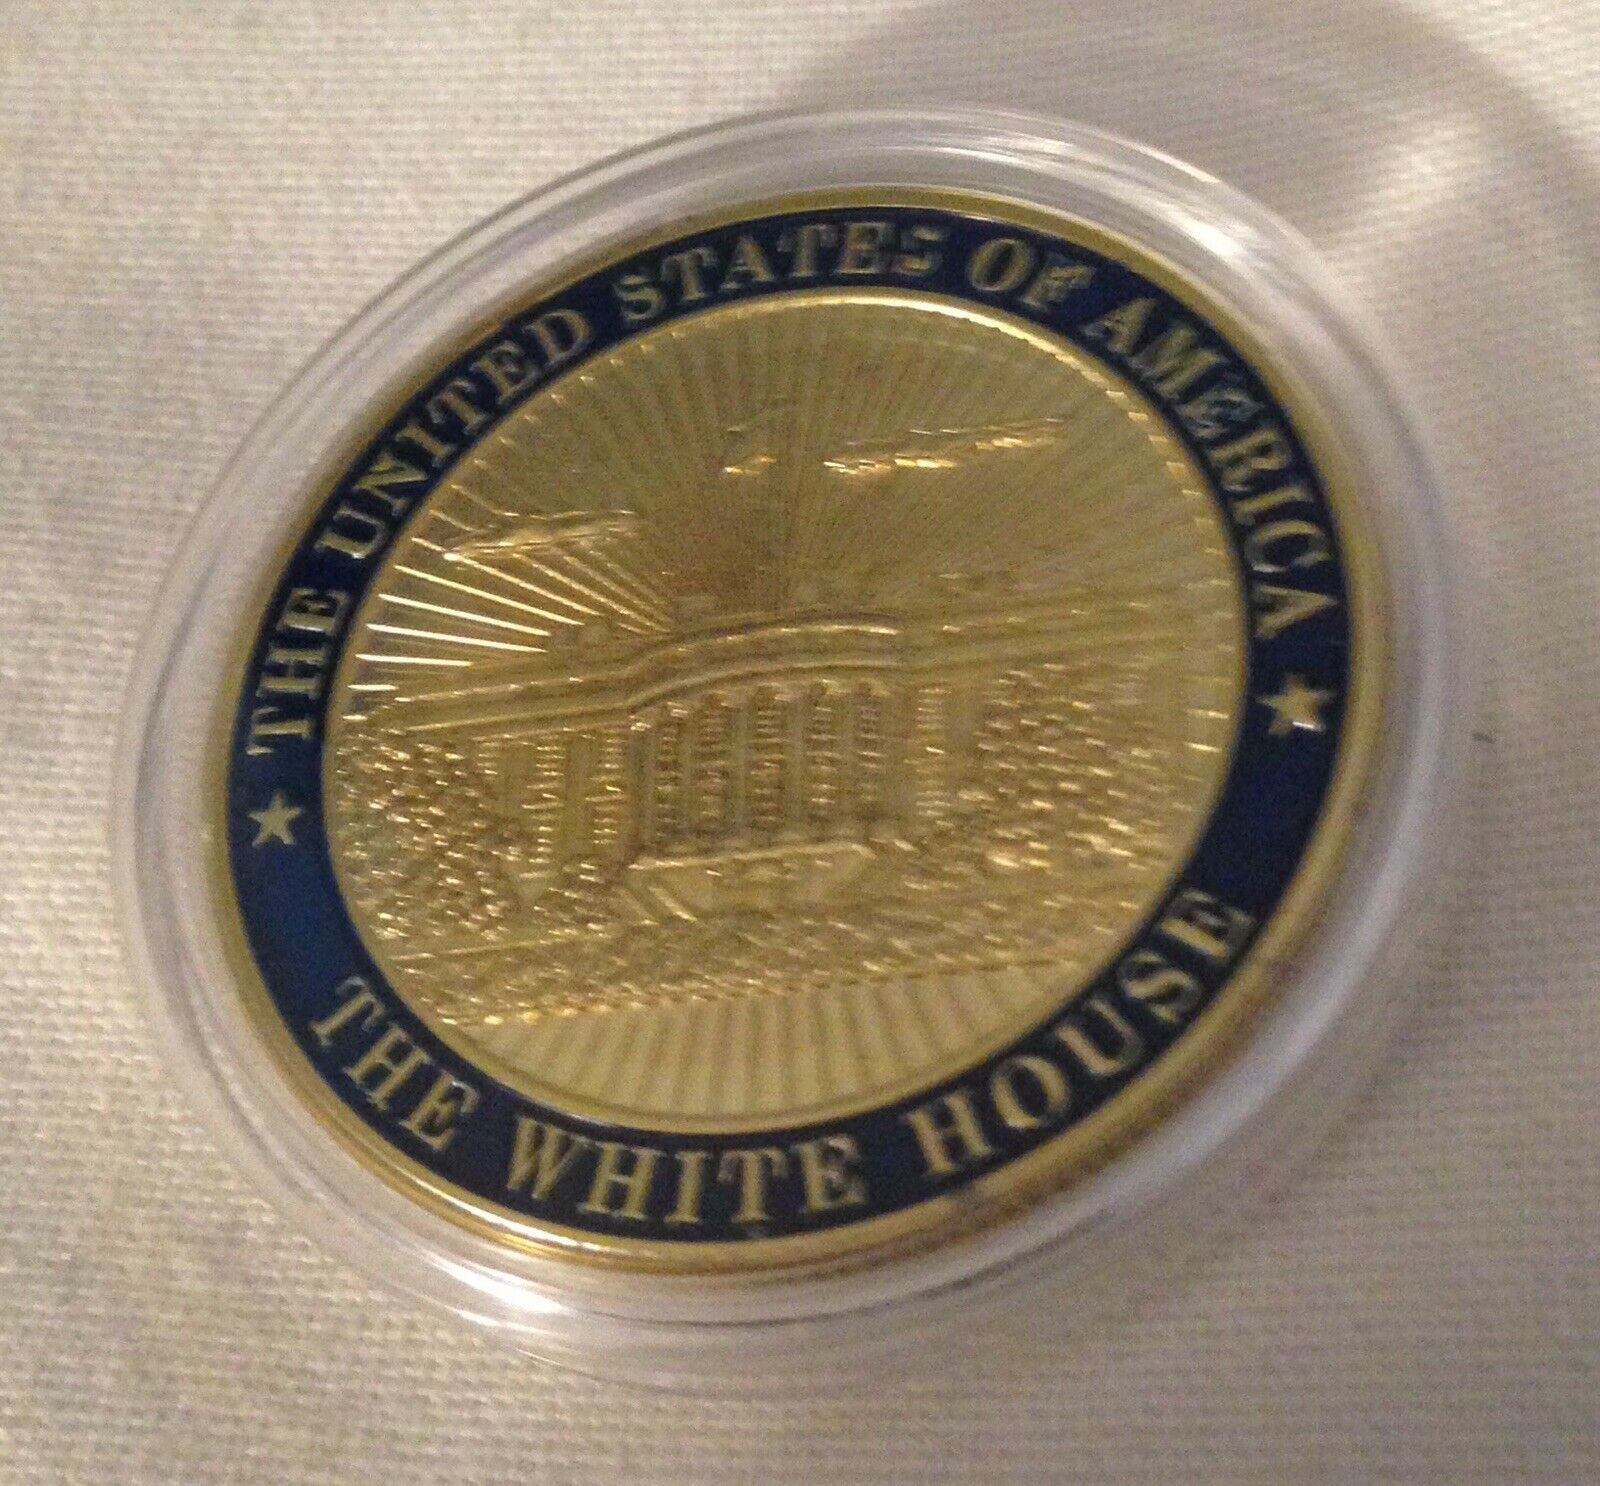 ★ THE UNITED STATES OF AMERICA ★
THE WHITE HOUSE